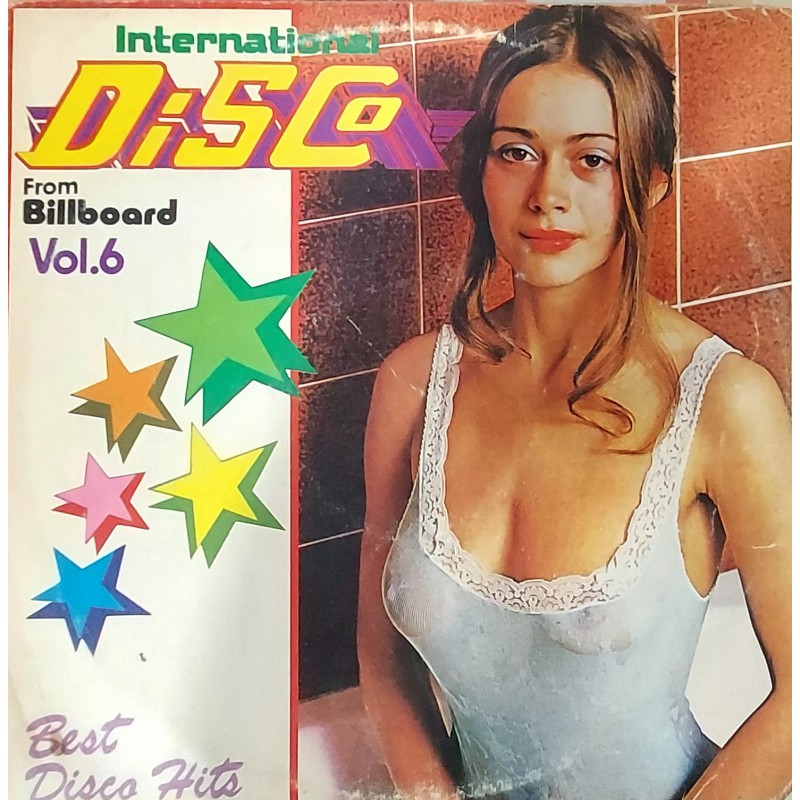 International
DiSCo
From
Billboard
Vol.6
Best
Disco Hits